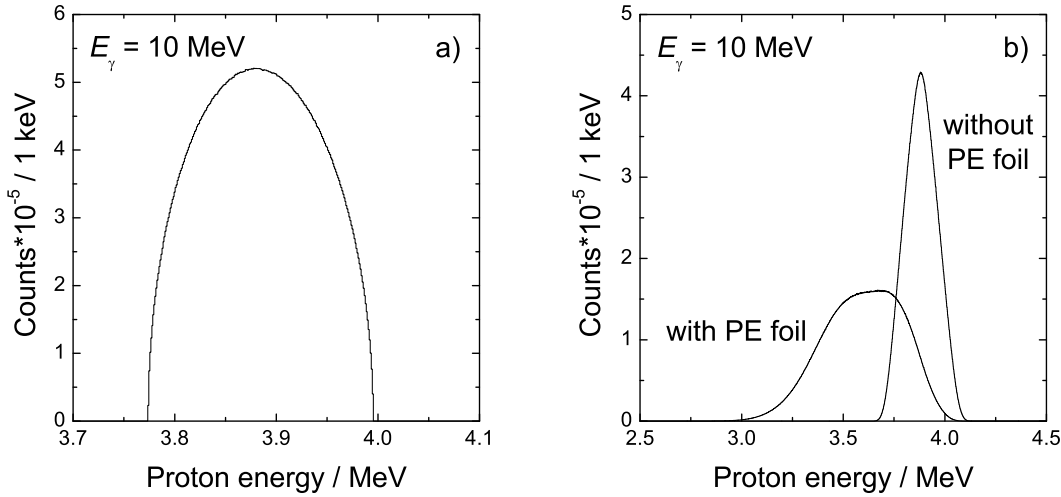 E_γ = 10 MeV
a)
6
5
4
3
2
1
0
3.7
3.8
3.9
4.0
4.1
Counts*10^-5 / 1 keV
Proton energy / MeV
E_γ = 10 MeV
b)
without
PE foil
with PE foil
5
4
3
2
1
0
2.5
3.0
3.5
4.0
4.5
Counts*10^-5 / 1 keV
Proton energy / MeV